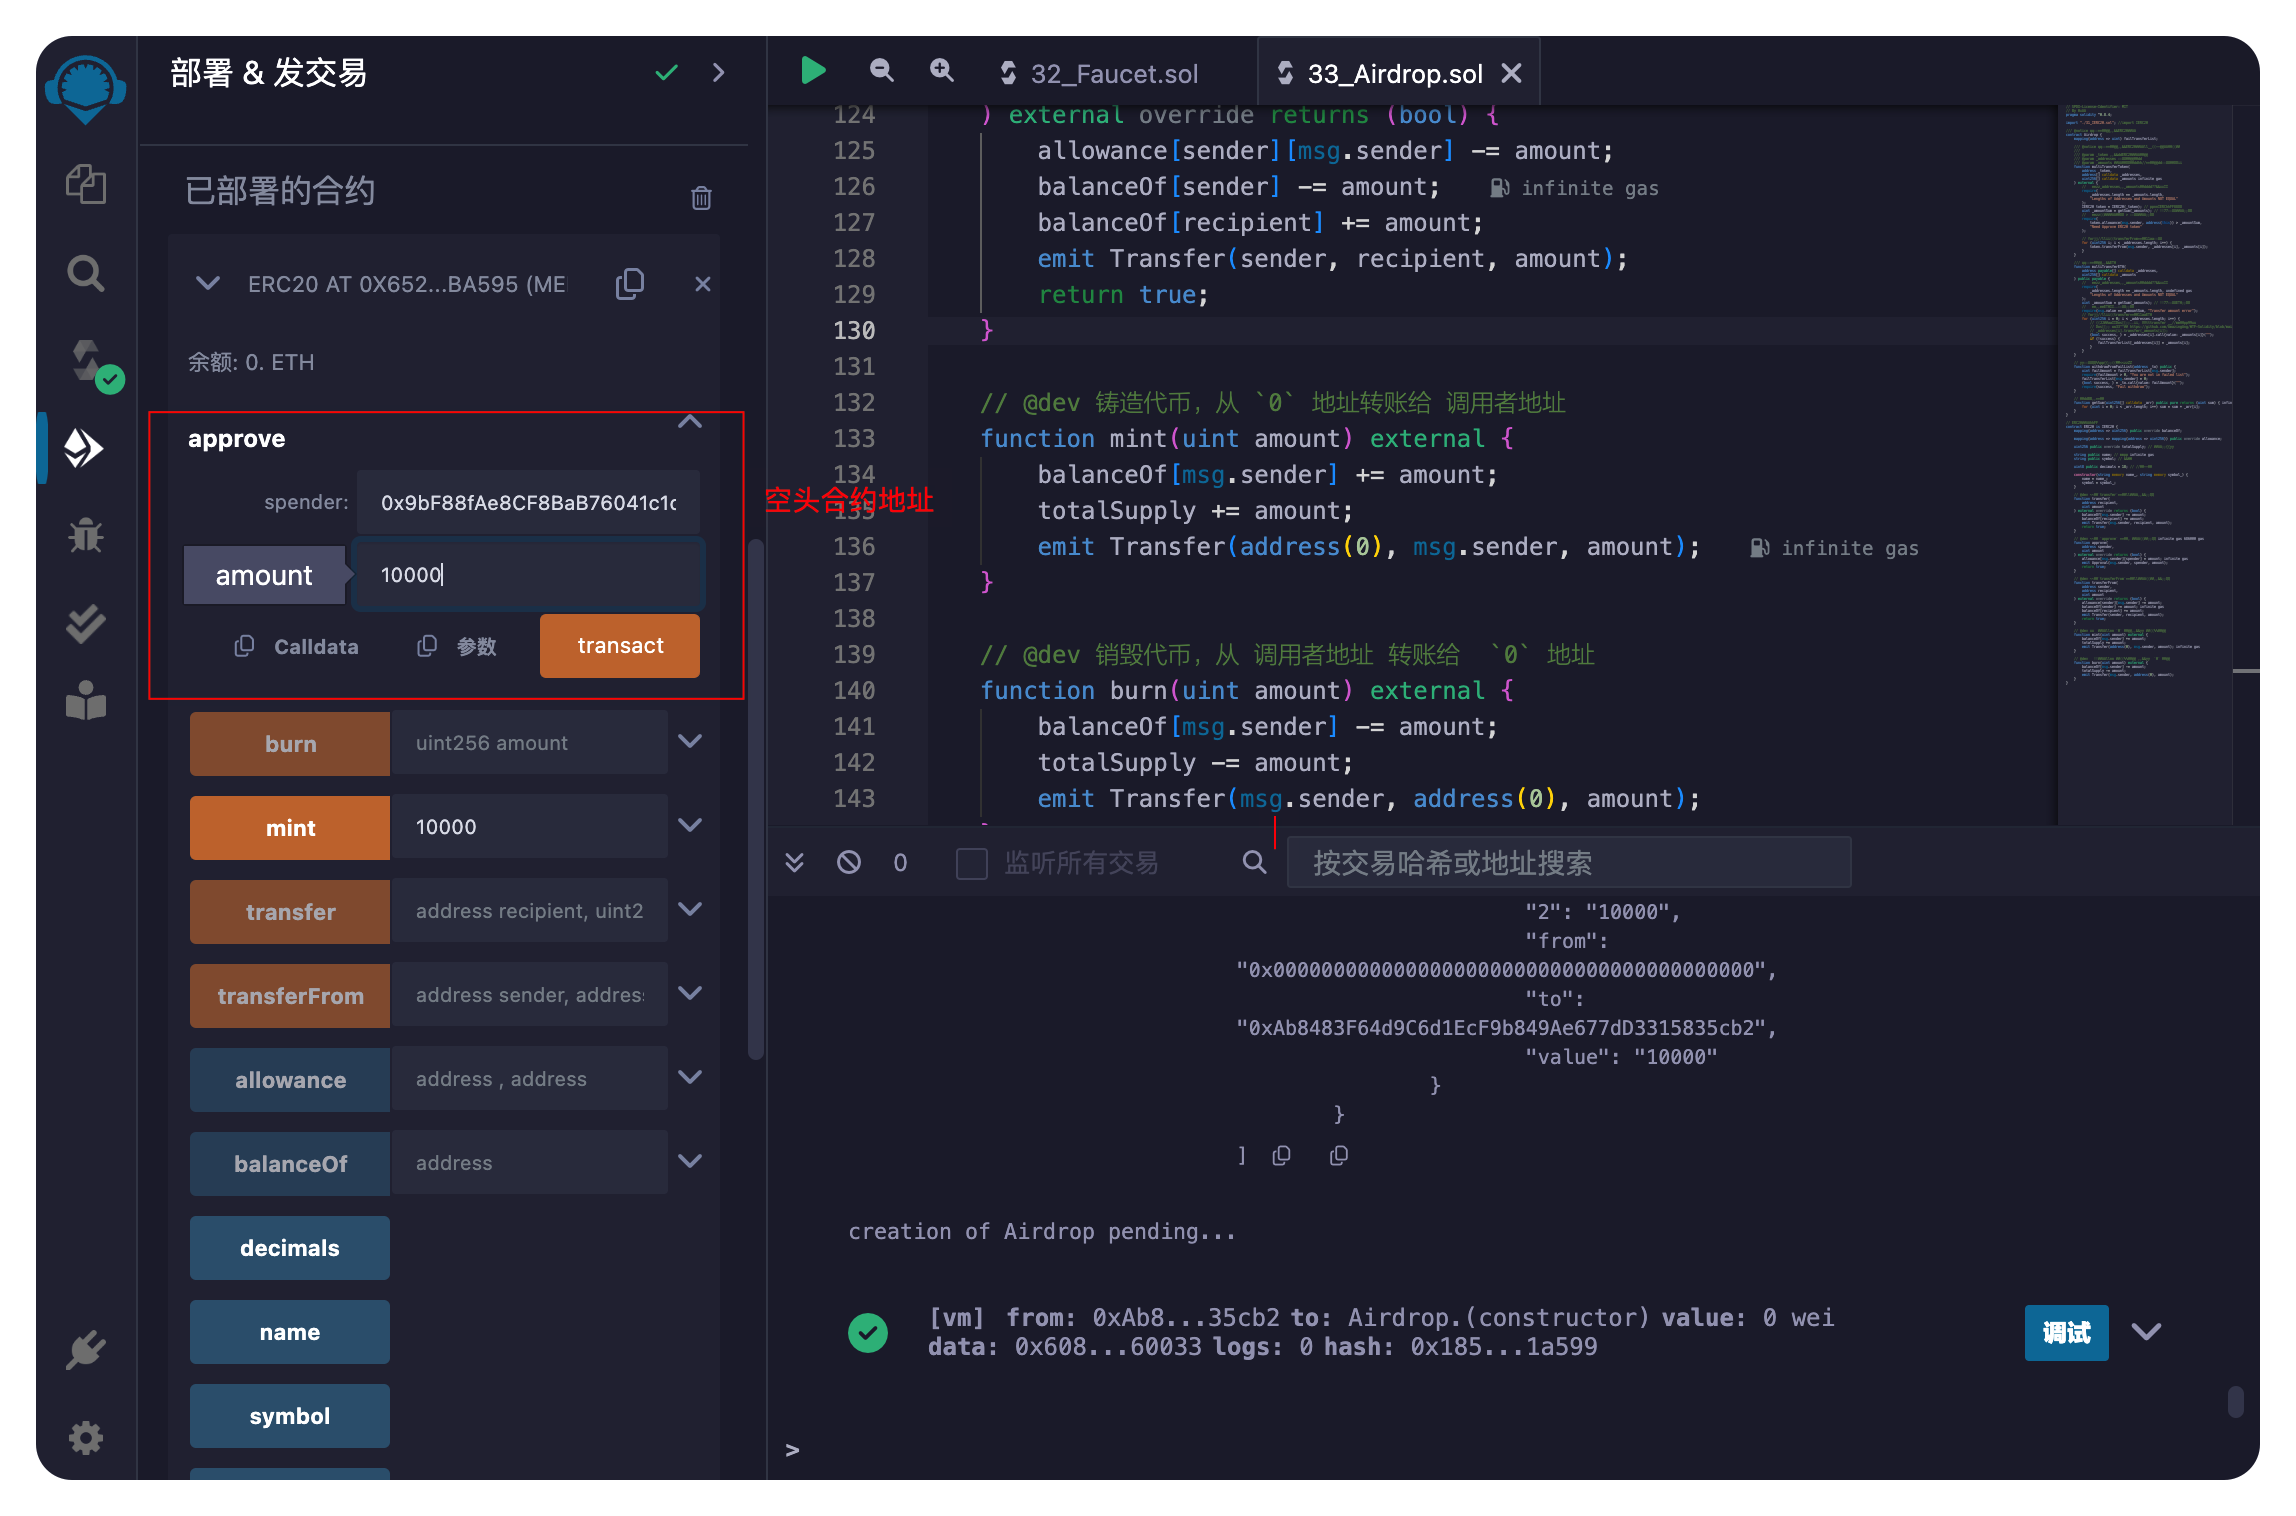 部署 & 发交易
已部署的合约
ERC20 AT 0X652...BA595 (ME
余额: 0. ETH
approve
spender: 0x9bF88fAe8CF8BaB76041c1c
空头合约地址
amount 10000
Calldata 参数 transact
burn uint256 amount
mint 10000
transfer address recipient, uint2
transferFrom address sender, addres
allowance address , address
balanceOf address
decimals
name
symbol
32_Faucet.sol 33_Airdrop.sol
124 ) external override returns (bool) {
125 allowance[sender][msg.sender] -= amount;
126 balanceOf[sender] -= amount; infinite gas
127 balanceOf[recipient] += amount;
128 emit Transfer(sender, recipient, amount);
129 return true;
130 }
131
132 // @dev 铸造代币，从 `0` 地址转账给 调用者地址
133 function mint(uint amount) external {
134 balanceOf[msg.sender] += amount;
135 totalSupply += amount;
136 emit Transfer(address(0), msg.sender, amount); infinite gas
137 }
138
139 // @dev 销毁代币，从 调用者地址 转账给 `0` 地址
140 function burn(uint amount) external {
141 balanceOf[msg.sender] -= amount;
142 totalSupply -= amount;
143 emit Transfer(msg.sender, address(0), amount);
0 监听所有交易 按交易哈希或地址搜索
"2": "10000",
"from":
"0x0000000000000000000000000000000000000000",
"to":
"0xAb8483F64d9C6d1EcF9b849Ae677dD3315835cb2",
"value": "10000"
}
}
]
creation of Airdrop pending...
[vm] from: 0xAb8...35cb2 to: Airdrop.(constructor) value: 0 wei
data: 0x608...60033 logs: 0 hash: 0x185...1a599
调试
>